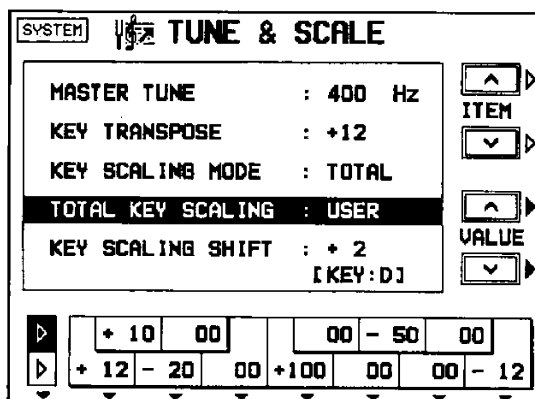 SYSTEM TUNE & SCALE
MASTER TUNE : 400 Hz
ITEM
KEY TRANSPOSE : +12
KEY SCALING MODE : TOTAL
TOTAL KEY SCALING : USER
VALUE
KEY SCALING SHIFT : + 2
[KEY:D]
+ 10 00 00 - 50 00
+ 12 - 20 00 +100 00 00 - 12